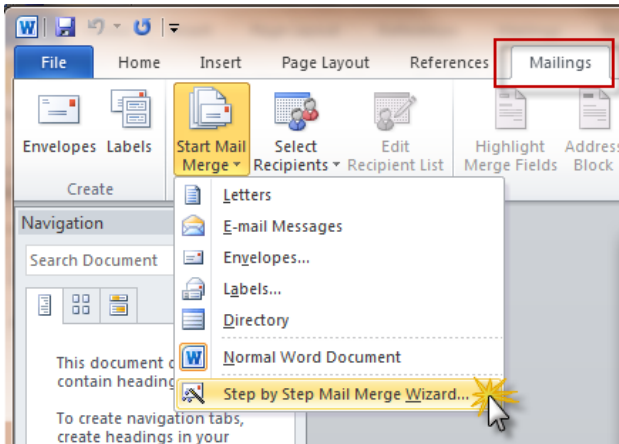 W
File Home Insert Page Layout References Mailings
Envelopes Labels Start Mail Merge Select Recipients Edit Recipient List Highlight Merge Fields Address Block
Create
Navigation
Search Document
Letters
E-mail Messages
Envelopes...
Labels...
Directory
W Normal Word Document
Step by Step Mail Merge Wizard...
This document
contain heading
To create navigation tabs,
create headings in your